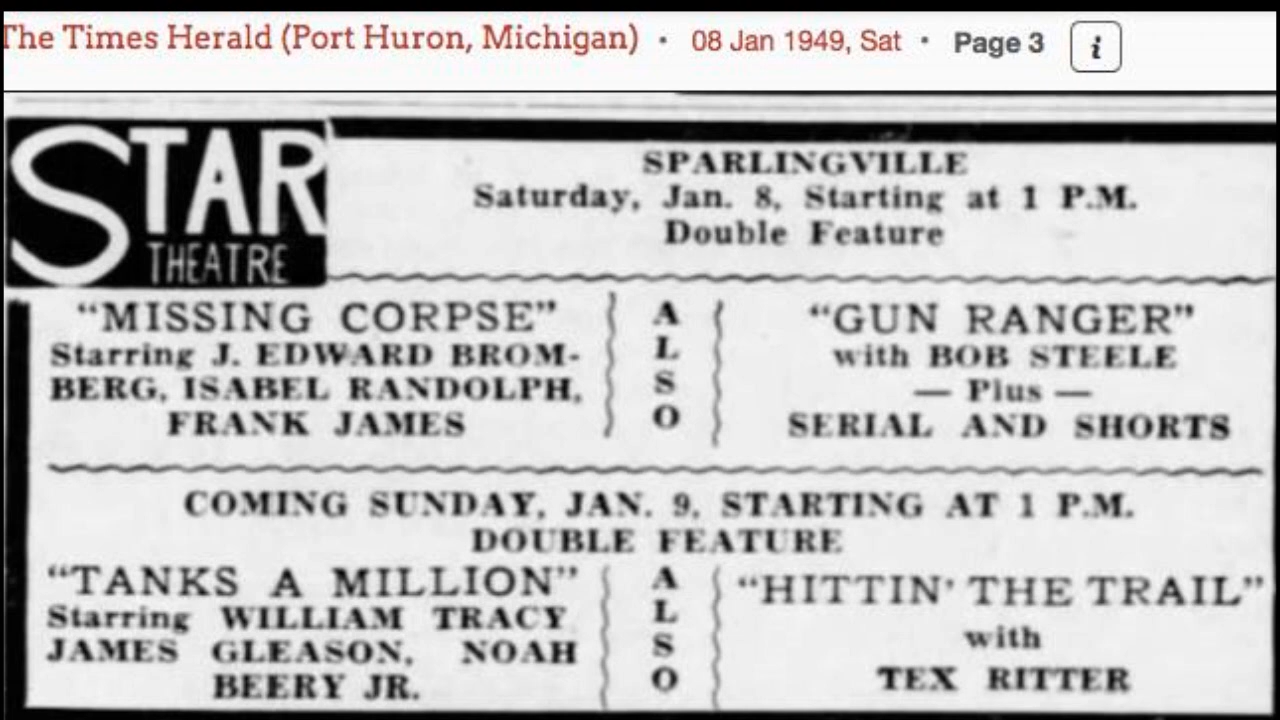 The Times Herald (Port Huron, Michigan) · 08 Jan 1949, Sat · Page 3 i
STAR
THEATRE
SPARLINGVILLE
Saturday, Jan. 8, Starting at 1 P.M.
Double Feature
"MISSING CORPSE"
Starring J. EDWARD BROM-
BERG, ISABEL RANDOLPH,
FRANK JAMES
A
L
S
O
"GUN RANGER"
with BOB STEELE
— Plus —
SERIAL AND SHORTS
COMING SUNDAY, JAN. 9, STARTING AT 1 P.M.
DOUBLE FEATURE
"TANKS A MILLION"
Starring WILLIAM TRACY
JAMES GLEASON, NOAH
BEERY JR.
A
L
S
O
"HITTIN' THE TRAIL"
with
TEX RITTER